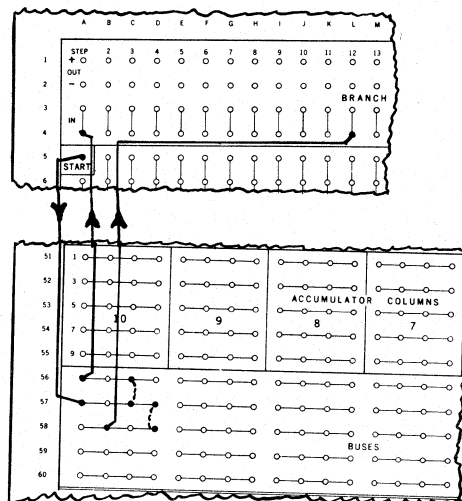 A B C D E F G H I J K L M
STEP 2 3 4 5 6 7 8 9 10 11 12 13
1 +
OUT
2 −
BRANCH
3
IN
4
5
START
6
51 1
52 3
ACCUMULATOR COLUMNS
53 5
10 9 8 7
54 7
55 9
56
57
58
BUSES
59
60